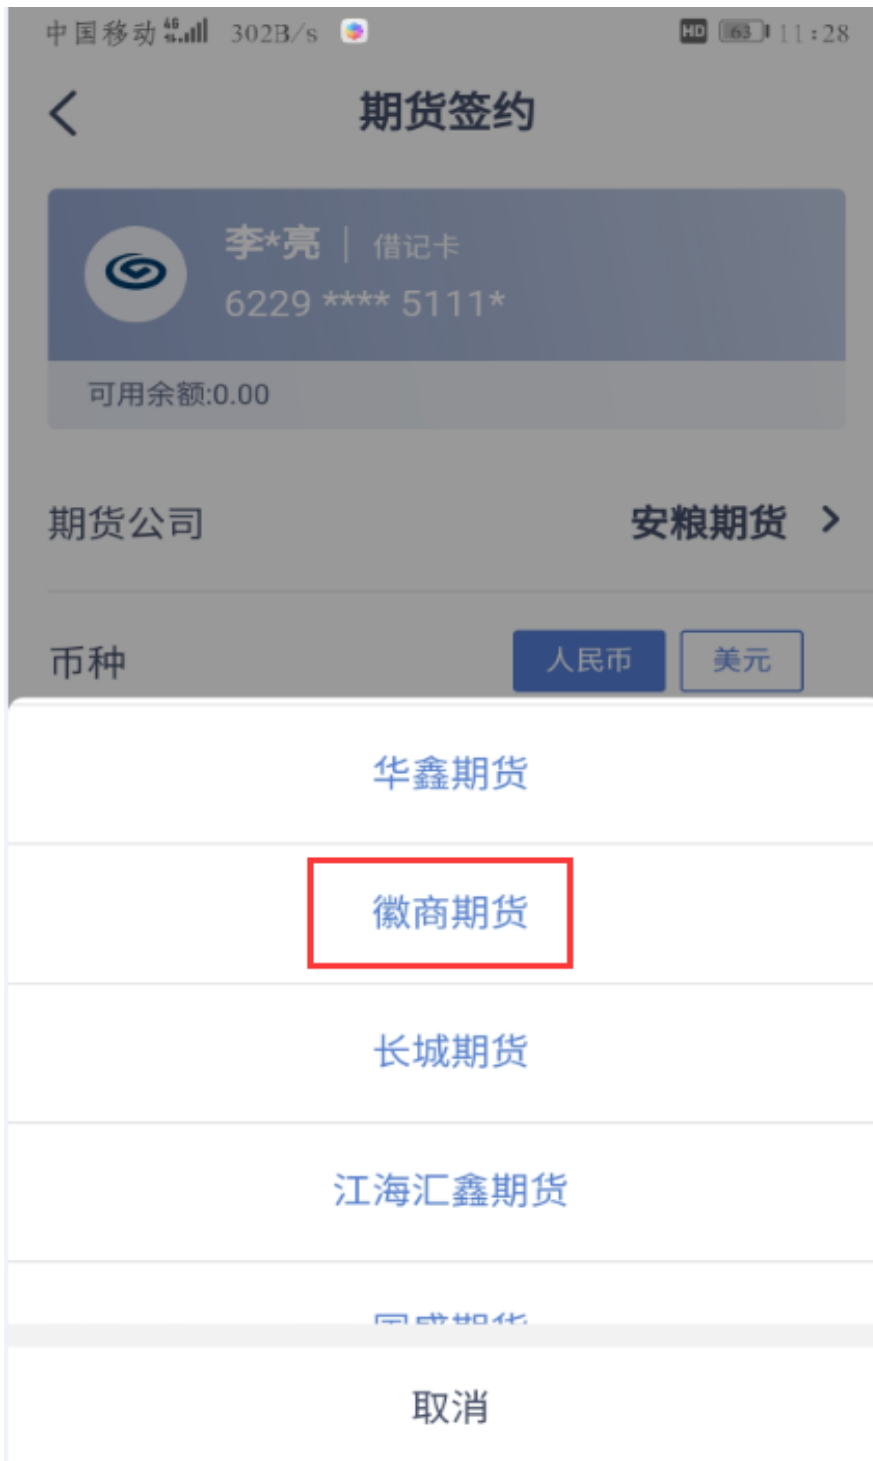 中国移动 4G 302B/s HD 63 11:28
期货签约
李*亮 | 借记卡
6229 **** 5111*
可用余额:0.00
期货公司 安粮期货
币种 人民币 美元
华鑫期货
徽商期货
长城期货
江海汇鑫期货
取消